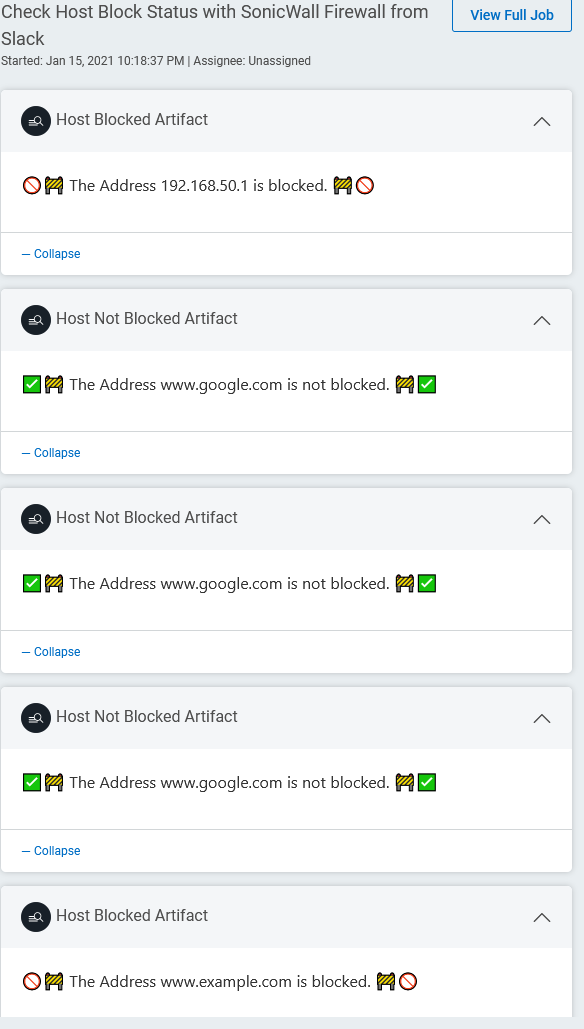 Check Host Block Status with SonicWall Firewall from
Slack
View Full Job
Started: Jan 15, 2021 10:18:37 PM | Assignee: Unassigned
Host Blocked Artifact
🚫🚧 The Address 192.168.50.1 is blocked. 🚧🚫
— Collapse
Host Not Blocked Artifact
✅🚧 The Address www.google.com is not blocked. 🚧✅
— Collapse
Host Not Blocked Artifact
✅🚧 The Address www.google.com is not blocked. 🚧✅
— Collapse
Host Not Blocked Artifact
✅🚧 The Address www.google.com is not blocked. 🚧✅
— Collapse
Host Blocked Artifact
🚫🚧 The Address www.example.com is blocked. 🚧🚫